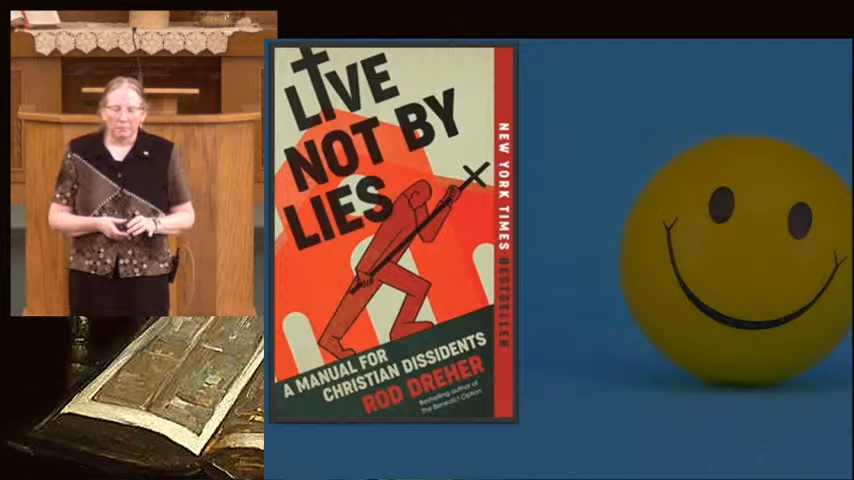 LIVE
NOT BY
LIES
NEW YORK TIMES BESTSELLER
A MANUAL FOR
CHRISTIAN DISSIDENTS
ROD DREHER
Bestselling author of
The Benedict Option